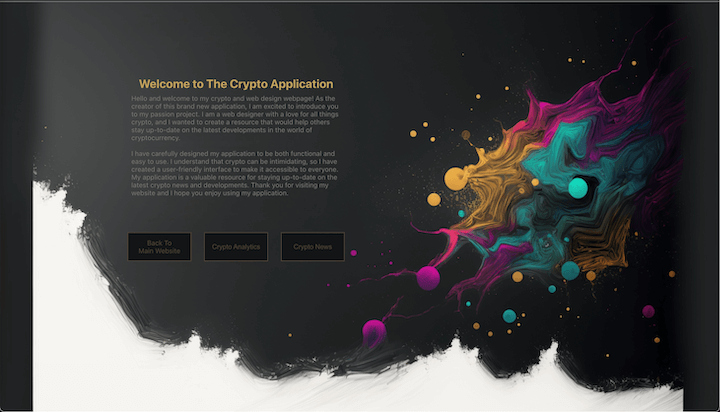 Welcome to The Crypto Application
Hello and welcome to my crypto and web design webpage! As the
creator of this brand new application, I am excited to introduce you
to my passion project. I am a web designer with a love for all things
crypto, and I wanted to create a resource that would help others
stay up-to-date on the latest developments in the world of
cryptocurrency.
I have carefully designed my application to be both functional and
easy to use. I understand that crypto can be intimidating, so I have
created a user-friendly interface to make it accessible to everyone.
My application is a valuable resource for staying up-to-date on the
latest crypto news and developments. Thank you for visiting my
website and I hope you enjoy using my application.
Back To
Main Website
Crypto Analytics
Crypto News